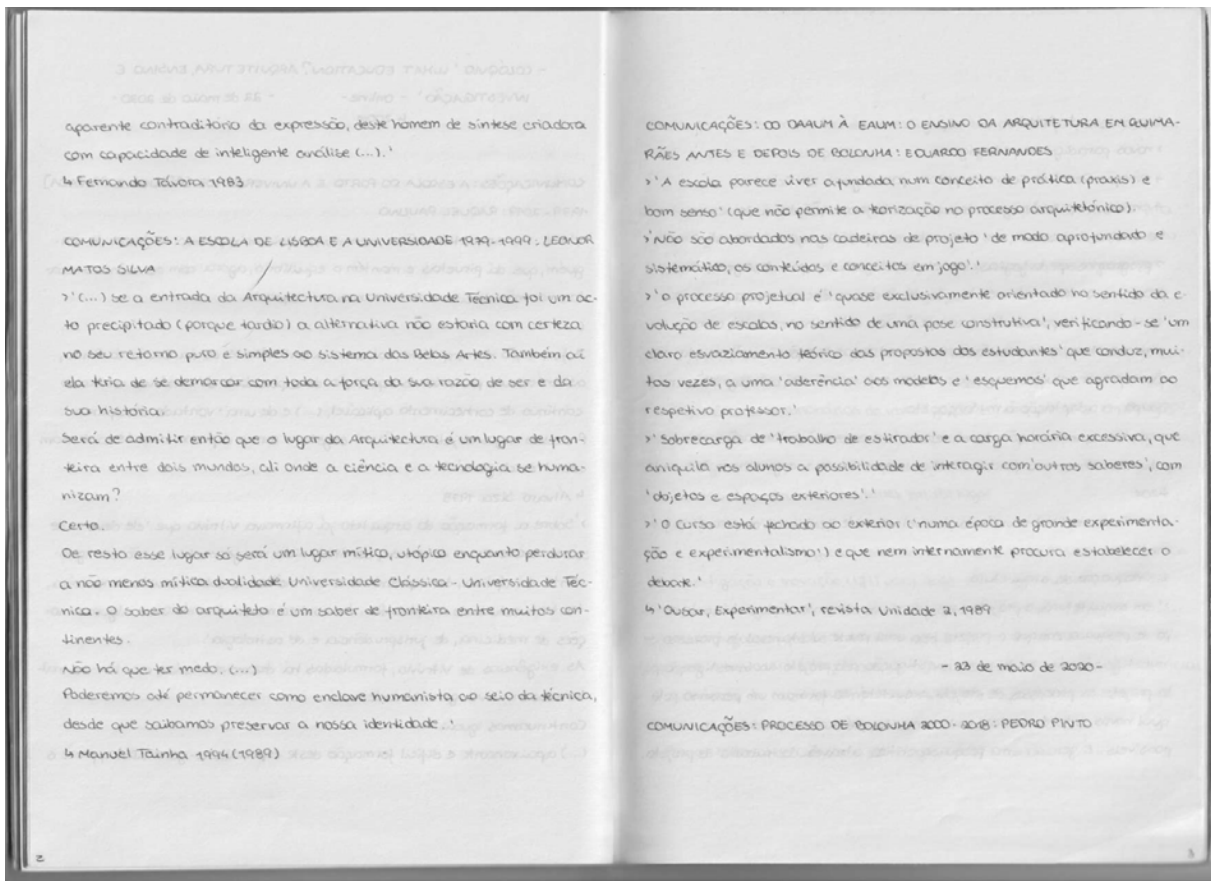 aparente contraditório da expressão, deste homem de síntese criadora
com capacidade de inteligente análise (...).'
↳ Fernando Távora 1983
COMUNICAÇÕES: A ESCOLA DE LISBOA E A UNIVERSIDADE 1979-1999: LEONOR
MATOS SILVA
>'(...) se a entrada da Arquitectura na Universidade Técnica foi um ac-
to precipitado (porque tardio) a alternativa não estaria com certeza
no seu retorno puro e simples ao sistema das Belas Artes. Também aí
ela teria de se demarcar com toda a força da sua razão de ser e da
sua história.
Será de admitir então que o lugar da Arquitectura é um lugar de fron-
teira entre dois mundos, ali onde a ciência e a tecnologia se huma-
nizam?
Certo.
De resto esse lugar só será um lugar mítico, utópico enquanto perdurar
a não menos mítica dualidade Universidade Clássica - Universidade Téc-
nica. O saber do arquiteto é um saber de fronteira entre muitos con-
tinentes.
Não há que ter medo. (...)
Poderemos até permanecer como enclave humanista ao seio da técnica,
desde que saibamos preservar a nossa identidade.'
↳ Manuel Tainha 1994 (1989)
2
COMUNICAÇÕES: DO DAAUM À EAUM: O ENSINO DA ARQUITETURA EM GUIMA-
RÃES ANTES E DEPOIS DE BOLONHA: EDUARDO FERNANDES
>'A escola parece viver afundada num conceito de prática (praxis) e
bom senso' (que não permite a teorização no processo arquitetónico).
>'Não são abordados nas cadeiras de projeto 'de modo aprofundado e
sistemático, os conteúdos e conceitos em jogo'.'
>'O processo projetual é 'quase exclusivamente orientado no sentido da e-
volução de escalas, no sentido de uma pose construtiva', verificando-se 'um
claro esvaziamento teórico das propostas dos estudantes' que conduz, mui-
tas vezes, a uma 'aderência' aos modelos e 'esquemas' que agradam ao
respetivo professor.'
>'Sobrecarga de 'trabalho de estirador' e a carga horária excessiva, que
aniquila nos alunos a possibilidade de interagir com 'outros saberes', com
'objetos e espaços exteriores'.'
>'O curso está fechado ao exterior ('numa época de grande experimenta-
ção e experimentalismo') e que nem internamente procura estabelecer o
debate.'
↳ 'Ousar, Experimentar', revista Unidade 2, 1989
- 23 de maio de 2020 -
COMUNICAÇÕES: PROCESSO DE BOLONHA 2000-2018: PEDRO PINTO
3